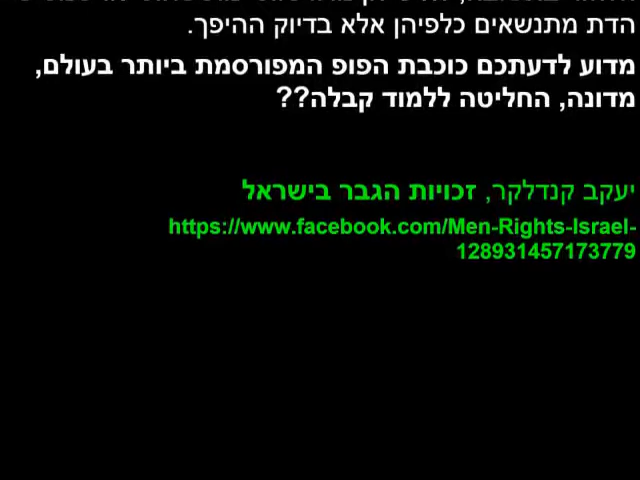 הדת מתנשאים כלפיהן אלא בדיוק ההיפך.
מדוע לדעתכם כוכבת הפופ המפורסמת ביותר בעולם,
מדונה, החליטה ללמוד קבלה??
יעקב קנדלקר, זכויות הגבר בישראל
https://www.facebook.com/Men-Rights-Israel-
128931457173779